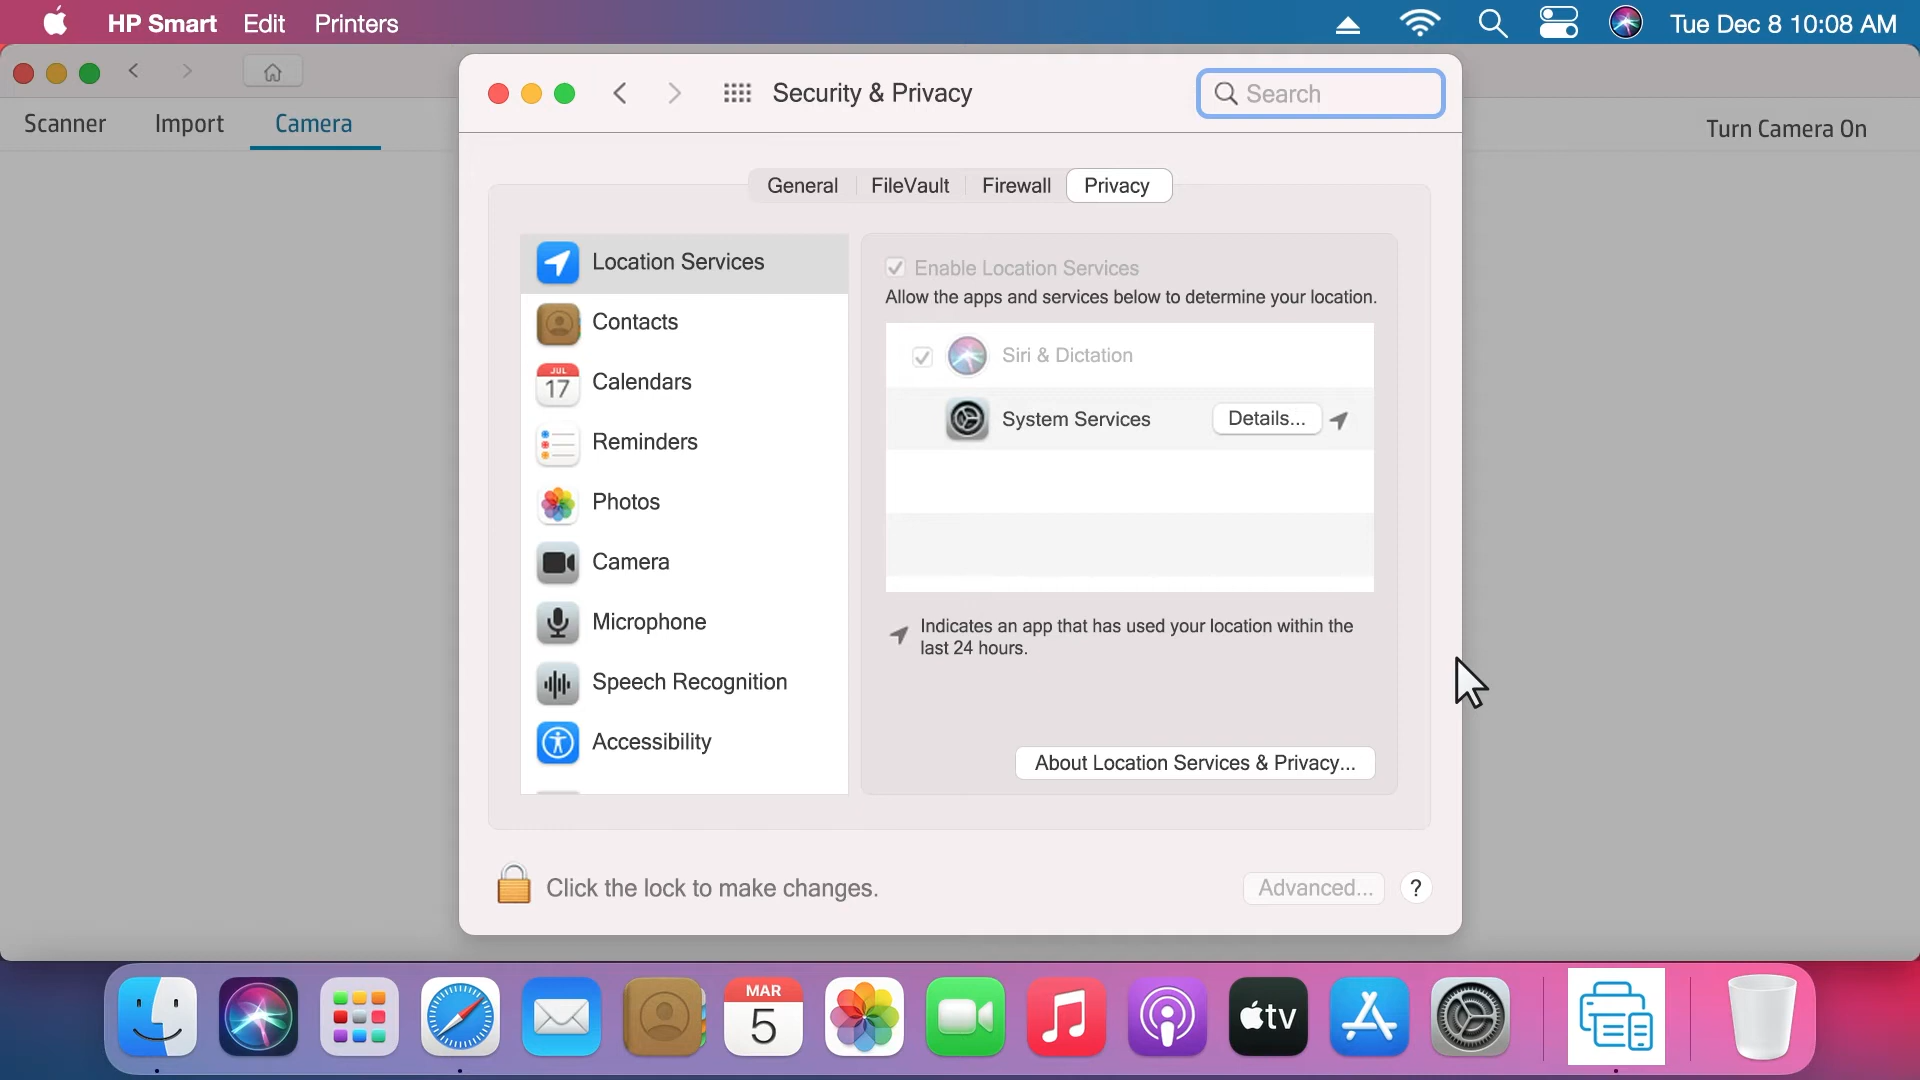 HP Smart Edit Printers Tue Dec 8 10:08 AM
Security & Privacy Search
Scanner Import Camera Turn Camera On
General FileVault Firewall Privacy
Location Services
Contacts
JUL
17
Calendars
Reminders
Photos
Camera
Microphone
Speech Recognition
Accessibility
Enable Location Services
Allow the apps and services below to determine your location.
Siri & Dictation
System Services Details...
Indicates an app that has used your location within the
last 24 hours.
About Location Services & Privacy...
Click the lock to make changes. Advanced... ?
MAR
5
tv